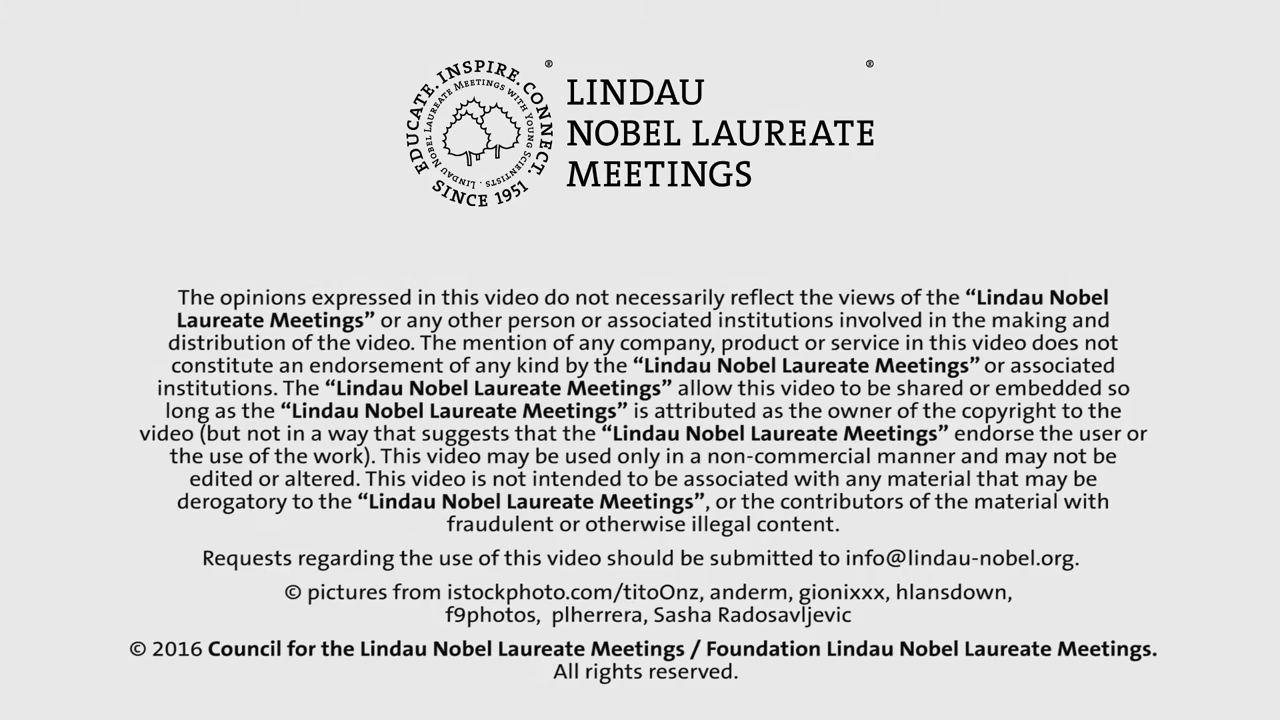 EDUCATE. INSPIRE. CONNECT.
SINCE 1951
LINDAU NOBEL LAUREATE MEETINGS WITH YOUNG SCIENTISTS .
®
®
LINDAU
NOBEL LAUREATE
MEETINGS
The opinions expressed in this video do not necessarily reflect the views of the “Lindau Nobel
Laureate Meetings” or any other person or associated institutions involved in the making and
distribution of the video. The mention of any company, product or service in this video does not
constitute an endorsement of any kind by the “Lindau Nobel Laureate Meetings” or associated
institutions. The “Lindau Nobel Laureate Meetings” allow this video to be shared or embedded so
long as the “Lindau Nobel Laureate Meetings” is attributed as the owner of the copyright to the
video (but not in a way that suggests that the “Lindau Nobel Laureate Meetings” endorse the user or
the use of the work). This video may be used only in a non-commercial manner and may not be
edited or altered. This video is not intended to be associated with any material that may be
derogatory to the “Lindau Nobel Laureate Meetings”, or the contributors of the material with
fraudulent or otherwise illegal content.
Requests regarding the use of this video should be submitted to info@lindau-nobel.org.
© pictures from istockphoto.com/titoOnz, anderm, gionixxx, hlansdown,
f9photos, plherrera, Sasha Radosavljevic
© 2016 Council for the Lindau Nobel Laureate Meetings / Foundation Lindau Nobel Laureate Meetings.
All rights reserved.